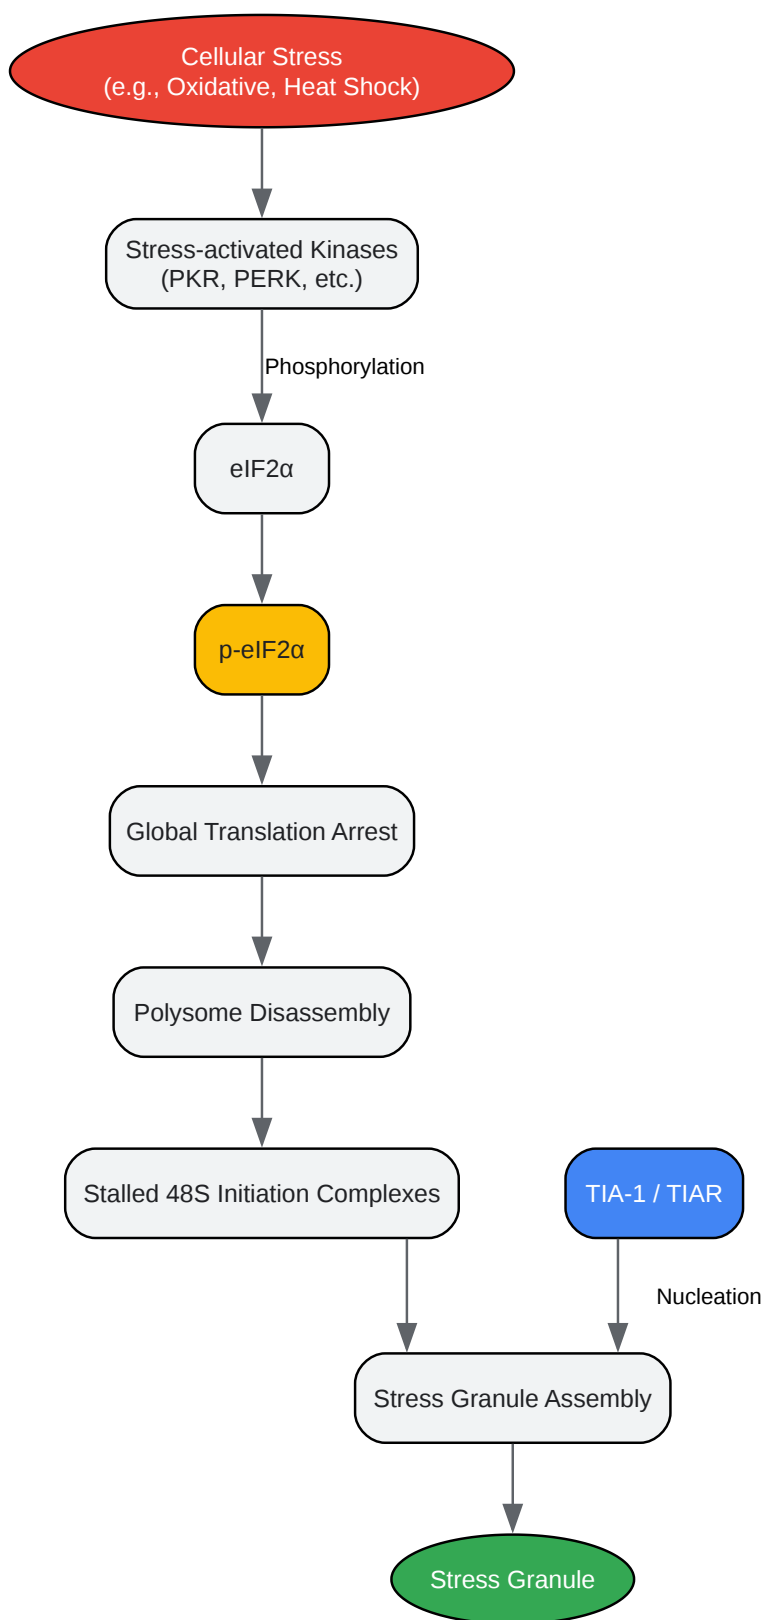 Cellular Stress
(e.g., Oxidative, Heat Shock)
Stress-activated Kinases
(PKR, PERK, etc.)
Phosphorylation
eIF2α
p-eIF2α
Global Translation Arrest
Polysome Disassembly
Stalled 48S Initiation Complexes
TIA-1 / TIAR
Nucleation
Stress Granule Assembly
Stress Granule